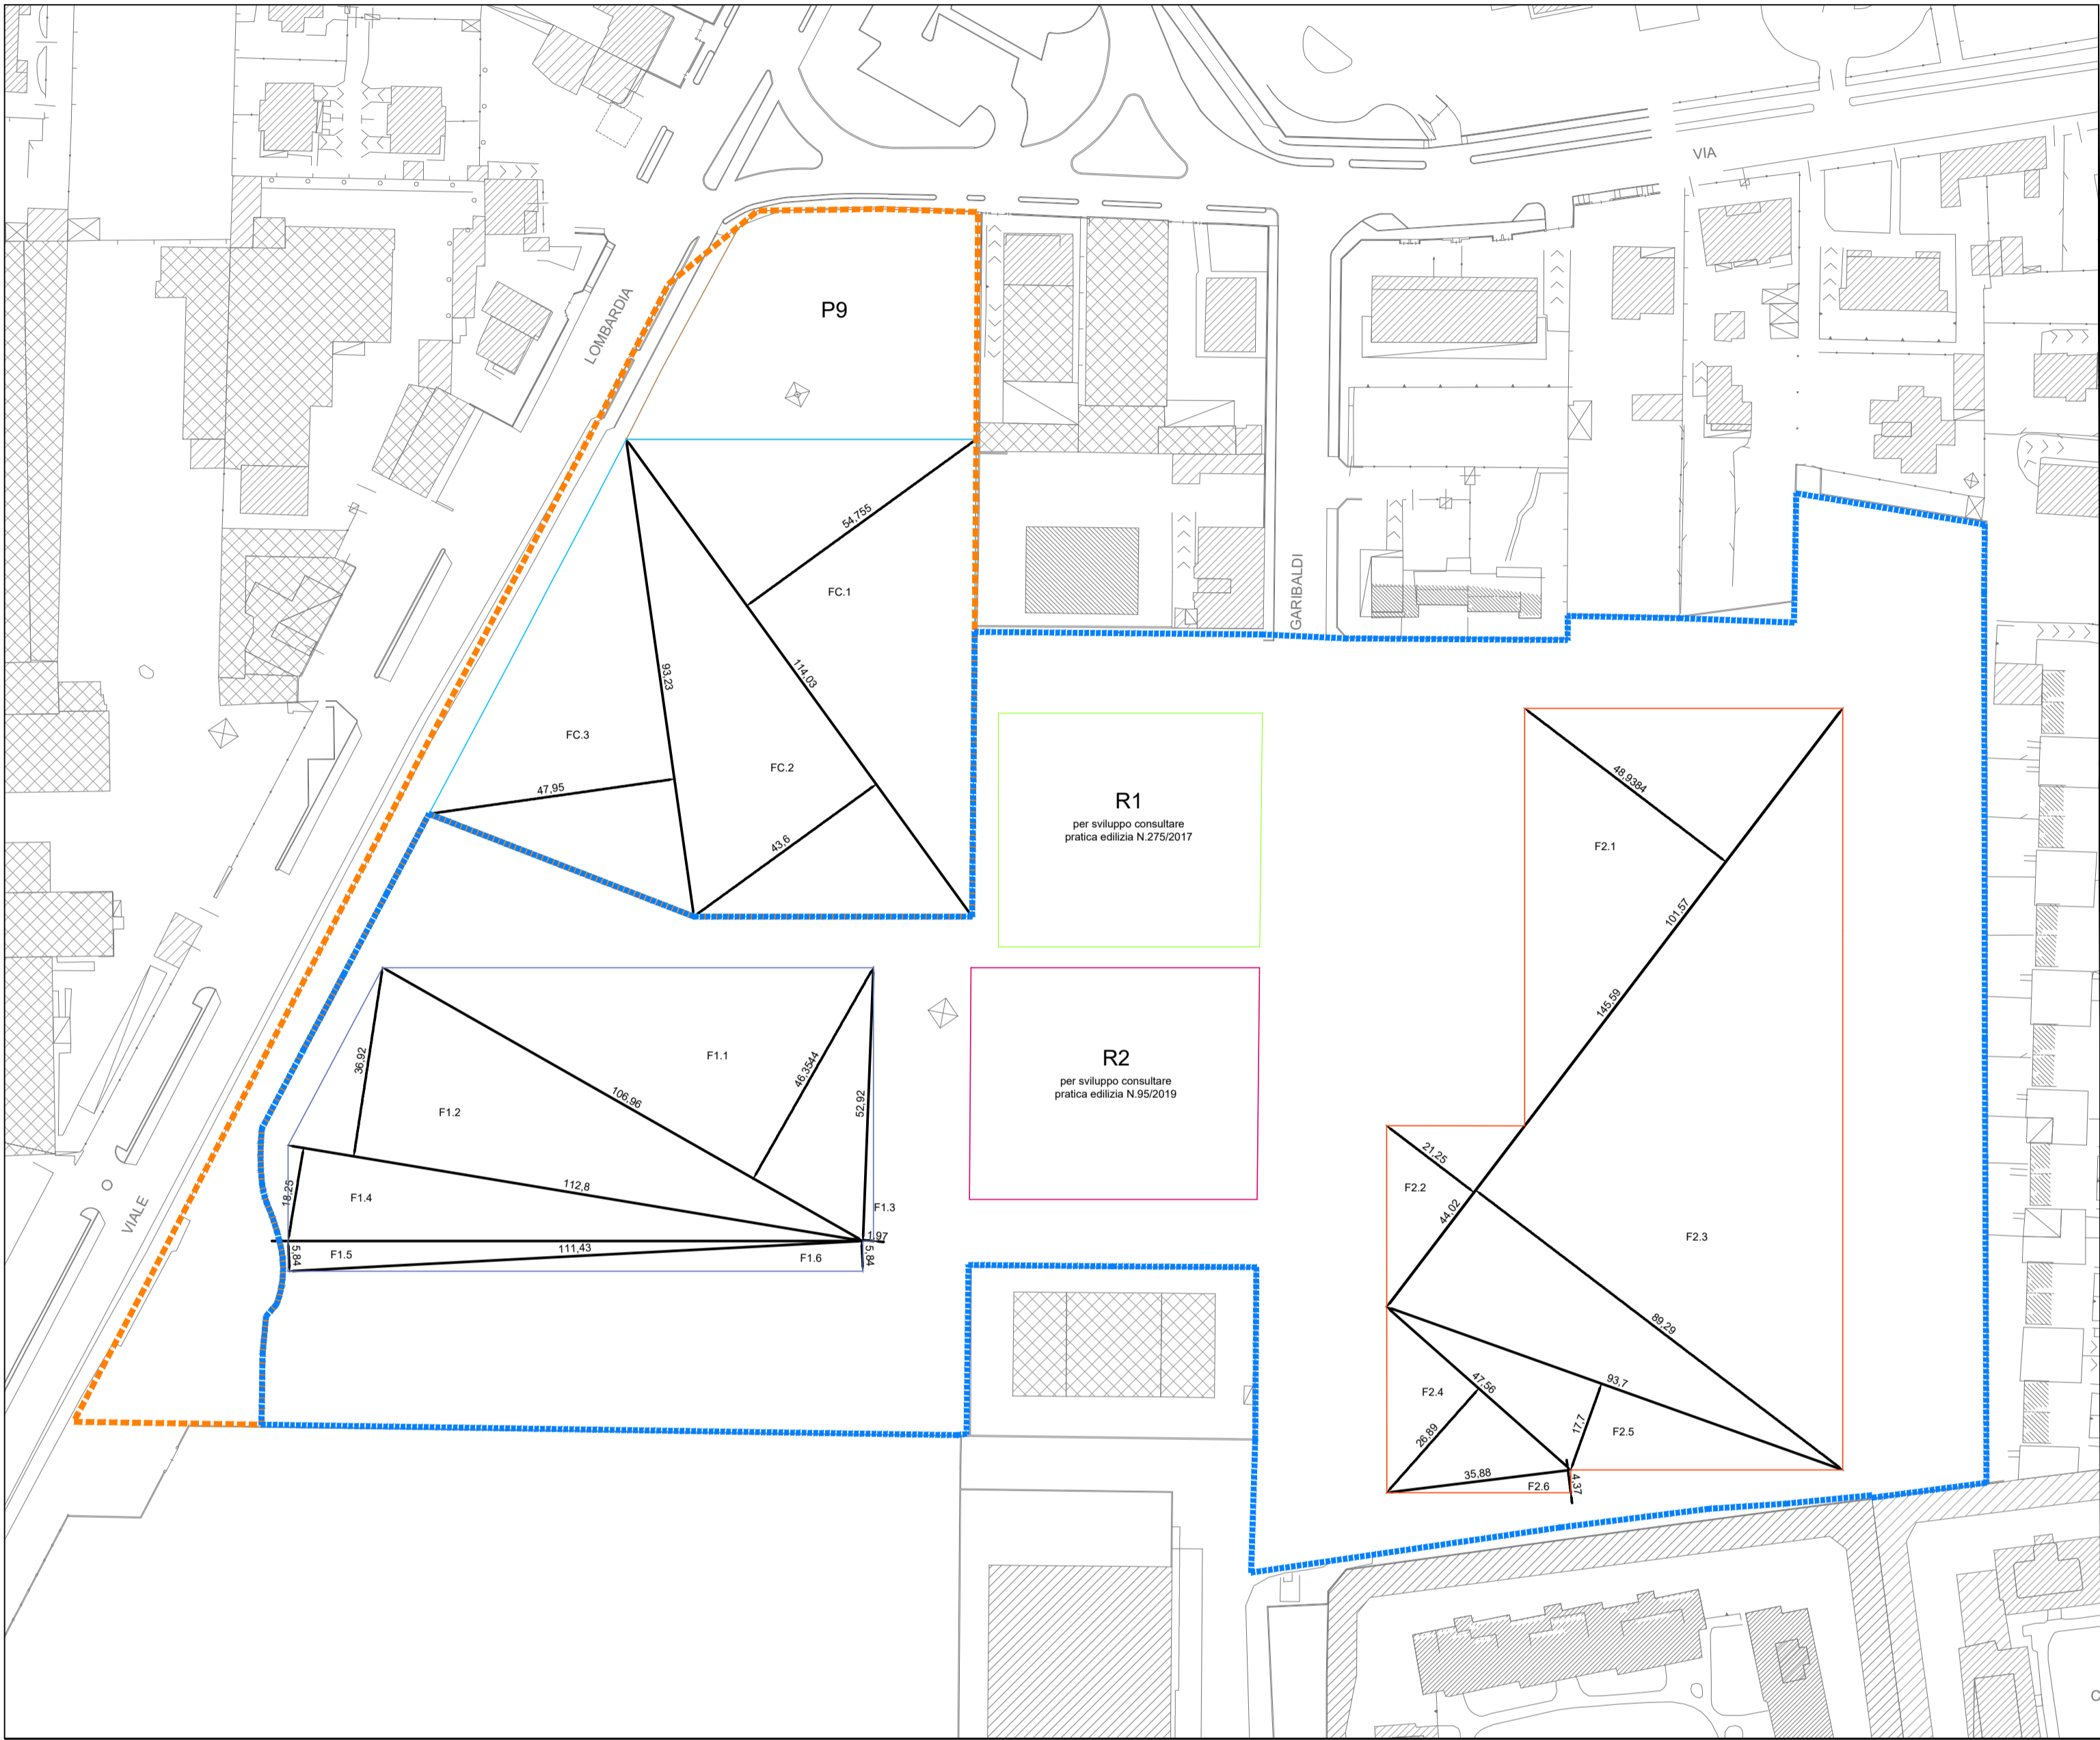 VIA
P9
LOMBARDIA
54,755
FC.1
GARIBALDI
93,23
114,03
FC.3
FC.2
47,95
43,6
R1
per sviluppo consultare
pratica edilizia N.275/2017
48,9384
F2.1
101,57
145,59
F1.1
36,92
46,3544
106,96
52,92
F1.2
R2
per sviluppo consultare
pratica edilizia N.95/2019
21,25
F2.2
44,02
112,8
18,25
F1.4
F1.3
VIALE
1,97
F2.3
5,84
F1.5
111,43
F1.6
5,84
89,29
47,56
93,7
F2.4
26,89
17,7
F2.5
35,88
F2.6
4,37
C